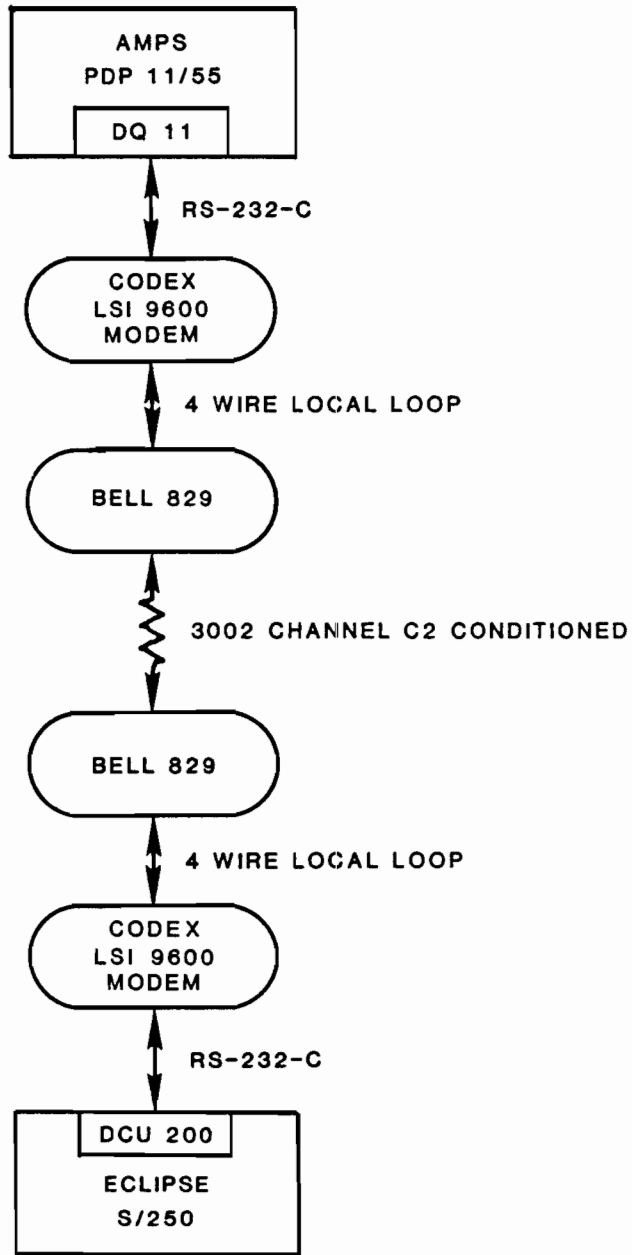 AMPS
PDP 11/55
DQ 11
RS-232-C
CODEX
LSI 9600
MODEM
4 WIRE LOCAL LOOP
BELL 829
3002 CHANNEL C2 CONDITIONED
BELL 829
4 WIRE LOCAL LOOP
CODEX
LSI 9600
MODEM
RS-232-C
DCU 200
ECLIPSE
S/250